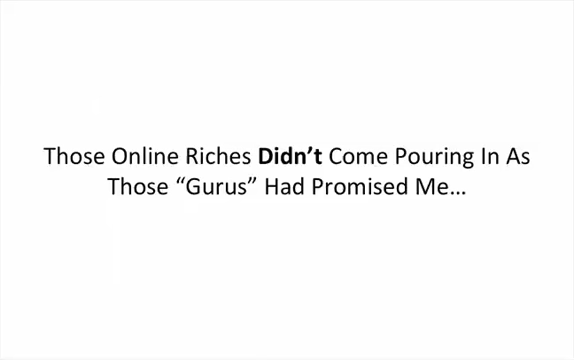 Those Online Riches Didn’t Come Pouring In As
Those “Gurus” Had Promised Me…